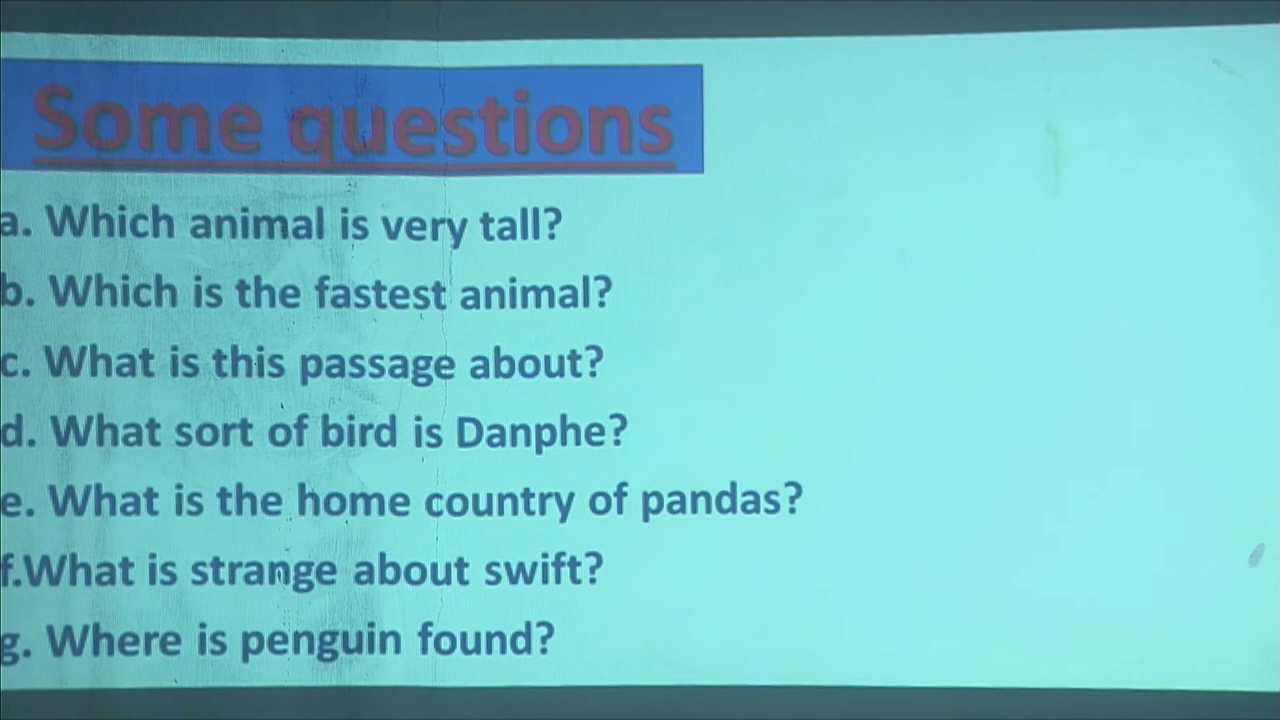 Some questions
a. Which animal is very tall?
b. Which is the fastest animal?
c. What is this passage about?
d. What sort of bird is Danphe?
e. What is the home country of pandas?
f.What is strange about swift?
g. Where is penguin found?